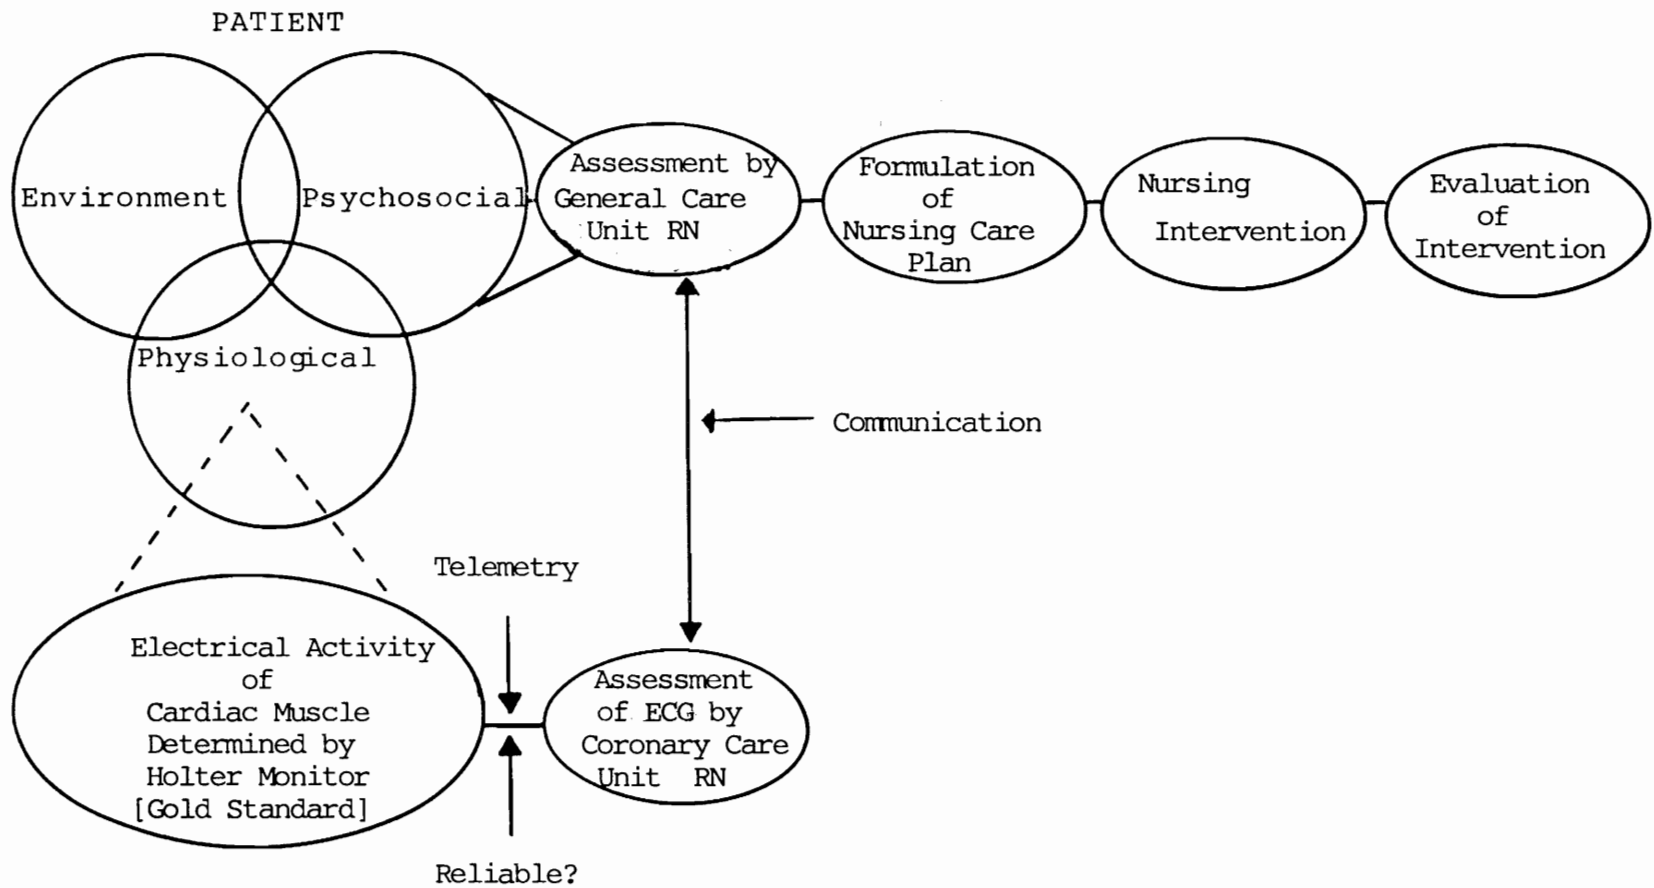 PATIENT
Environment
Psychosocial
Physiological
Assessment by
General Care
Unit RN
Formulation
of
Nursing Care
Plan
Nursing
Intervention
Evaluation
of
Intervention
Communication
Telemetry
Electrical Activity
of
Cardiac Muscle
Determined by
Holter Monitor
[Gold Standard]
Assessment
of ECG by
Coronary Care
Unit RN
Reliable?